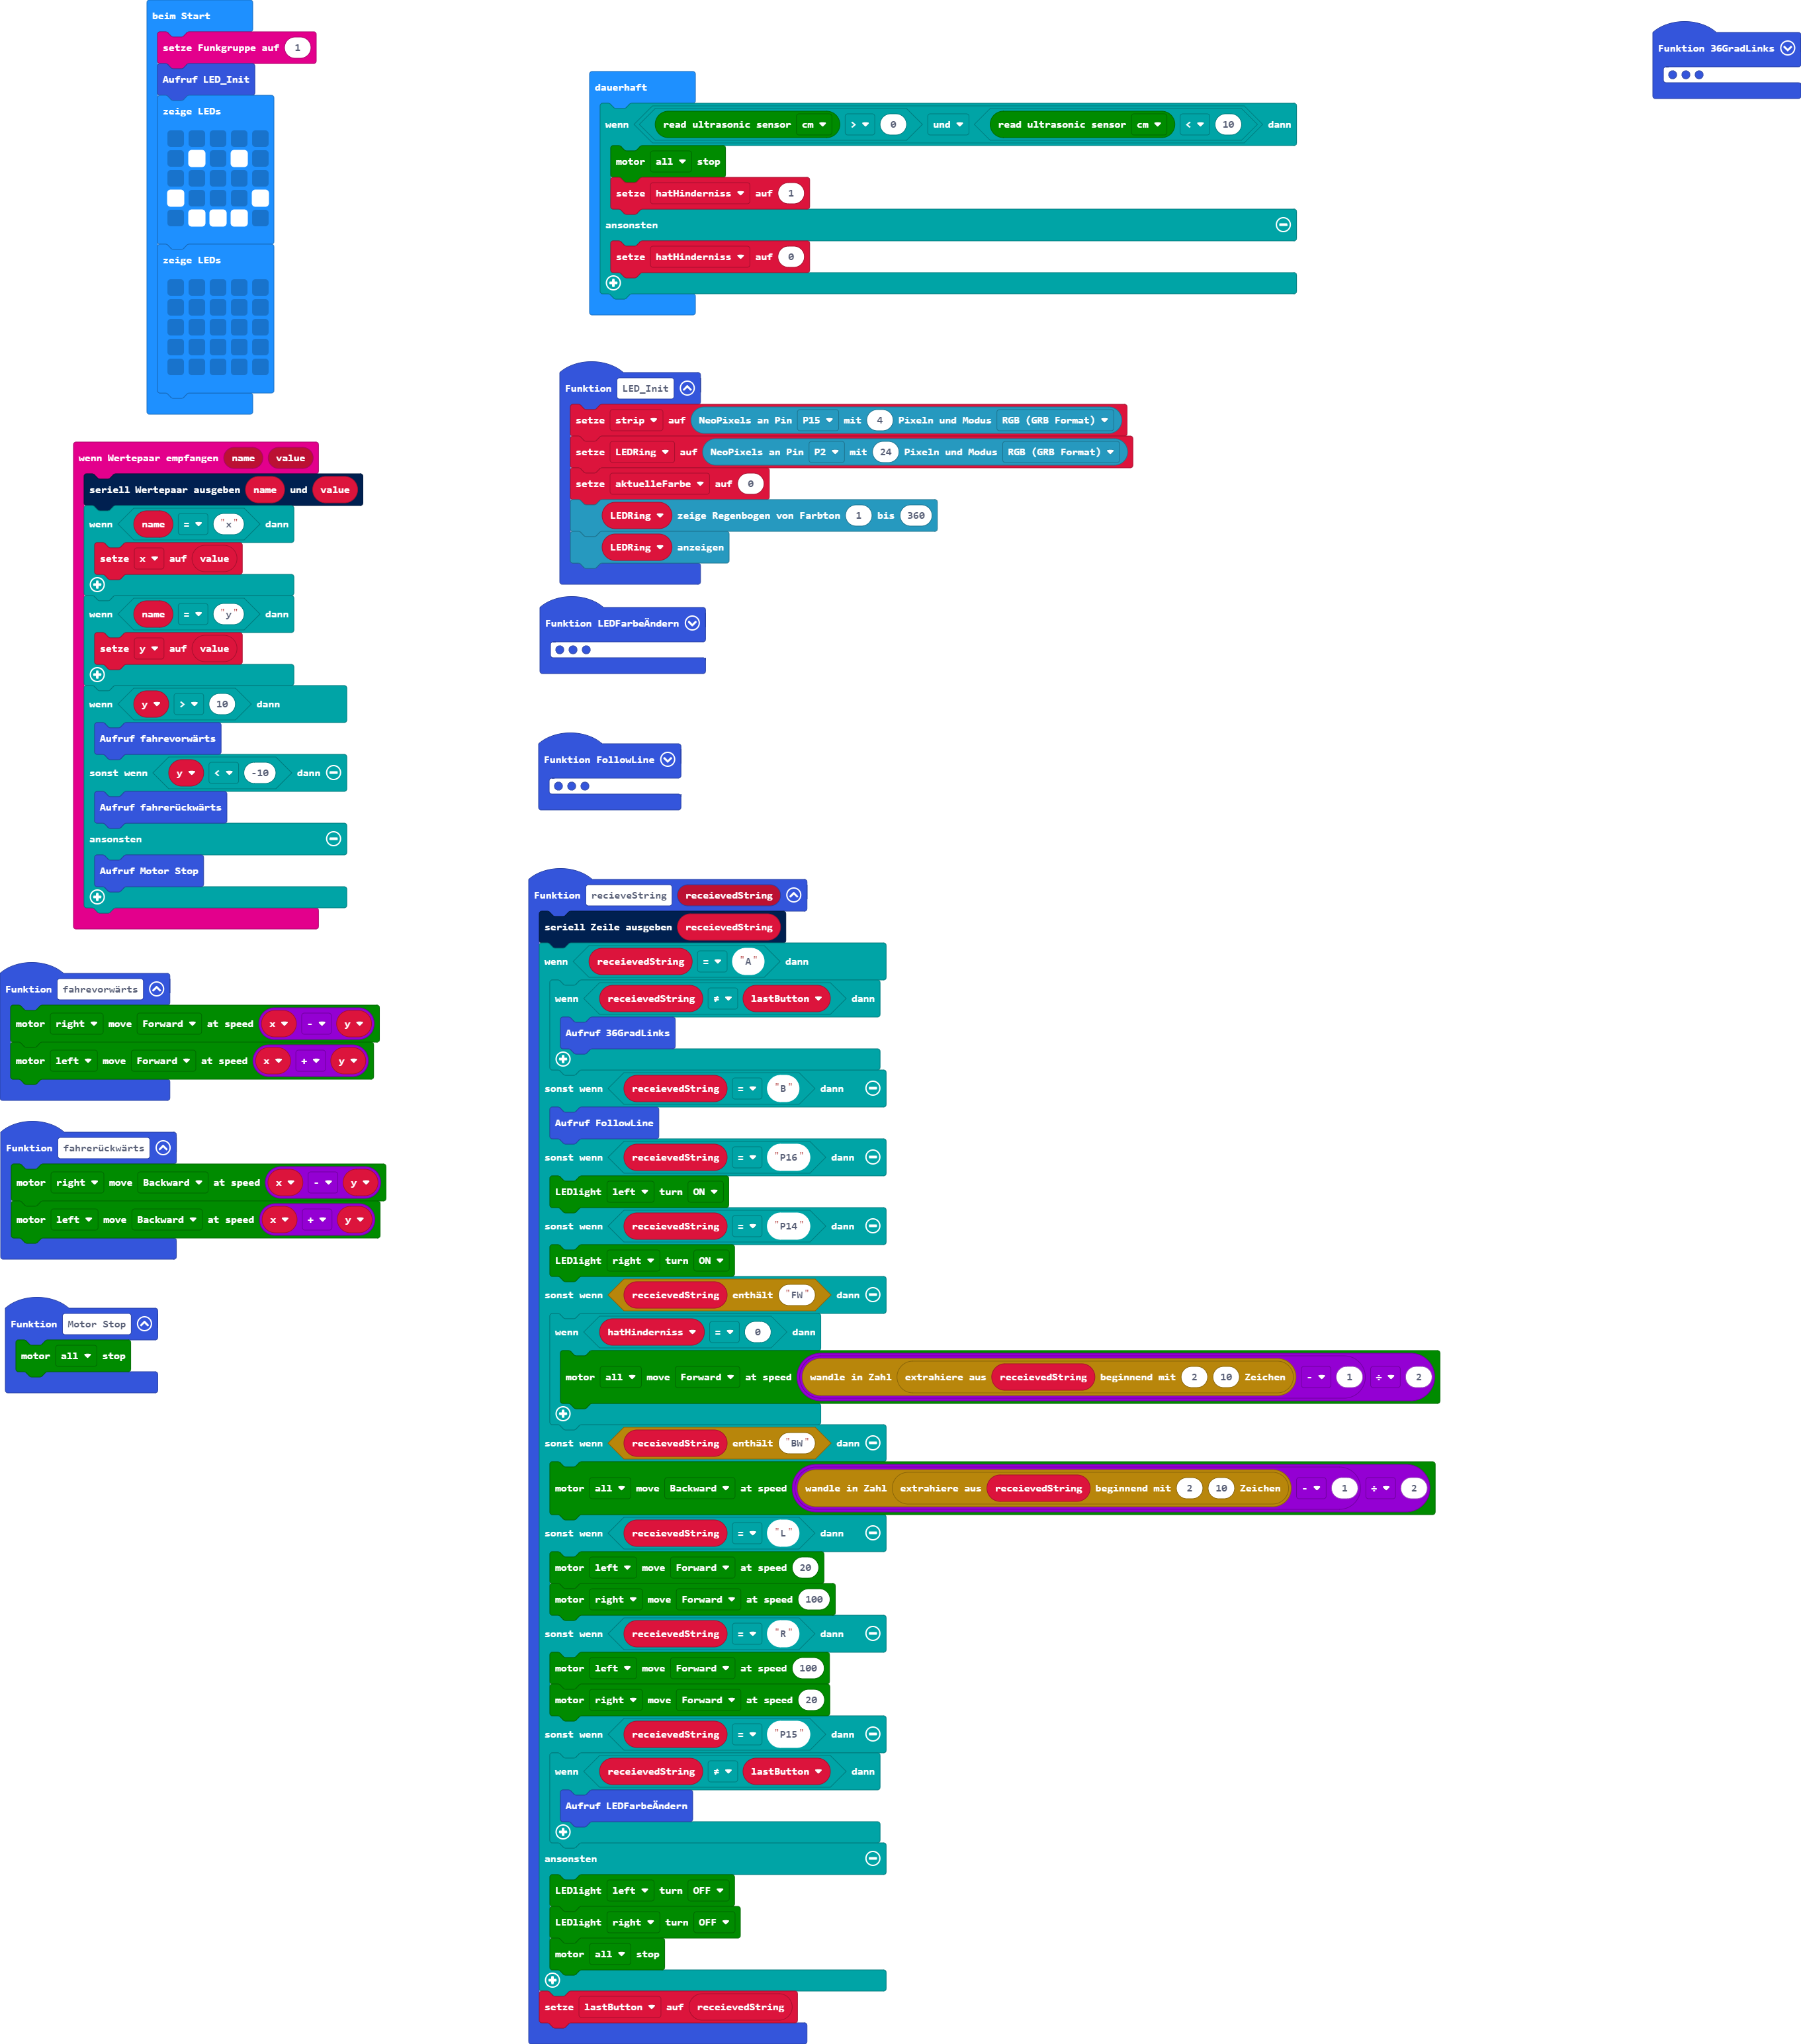 beim Start
setze Funkgruppe auf 1
Aufruf LED_Init
zeige LEDs
zeige LEDs
wenn Wertepaar empfangen name value
seriell Wertepaar ausgeben name und value
wenn name = "x" dann
setze x auf value
wenn name = "y" dann
setze y auf value
wenn y > 10 dann
Aufruf fahrevorwärts
sonst wenn y < -10 dann
Aufruf fahrerückwärts
ansonsten
Aufruf Motor Stop
Funktion fahrevorwärts
motor right move Forward at speed x - y
motor left move Forward at speed x + y
Funktion fahrerückwärts
motor right move Backward at speed x - y
motor left move Backward at speed x + y
Funktion Motor Stop
motor all stop
dauerhaft
wenn read ultrasonic sensor cm > 0 und read ultrasonic sensor cm < 10 dann
motor all stop
setze hatHinderniss auf 1
ansonsten
setze hatHinderniss auf 0
Funktion LED_Init
setze strip auf NeoPixels an Pin P15 mit 4 Pixeln und Modus RGB (GRB Format)
setze LEDRing auf NeoPixels an Pin P2 mit 24 Pixeln und Modus RGB (GRB Format)
setze aktuelleFarbe auf 0
LEDRing zeige Regenbogen von Farbton 1 bis 360
LEDRing anzeigen
Funktion LEDFarbeÄndern
Funktion FollowLine
Funktion recieveString receievedString
seriell Zeile ausgeben receievedString
wenn receievedString = "A" dann
wenn receievedString ≠ lastButton dann
Aufruf 36GradLinks
sonst wenn receievedString = "B" dann
Aufruf FollowLine
sonst wenn receievedString = "P16" dann
LEDlight left turn ON
sonst wenn receievedString = "P14" dann
LEDlight right turn ON
sonst wenn receievedString enthält "FW" dann
wenn hatHinderniss = 0 dann
motor all move Forward at speed wandle in Zahl extrahiere aus receievedString beginnend mit 2 10 Zeichen - 1 ÷ 2
sonst wenn receievedString enthält "BW" dann
motor all move Backward at speed wandle in Zahl extrahiere aus receievedString beginnend mit 2 10 Zeichen - 1 ÷ 2
sonst wenn receievedString = "L" dann
motor left move Forward at speed 20
motor right move Forward at speed 100
sonst wenn receievedString = "R" dann
motor left move Forward at speed 100
motor right move Forward at speed 20
sonst wenn receievedString = "P15" dann
wenn receievedString ≠ lastButton dann
Aufruf LEDFarbeÄndern
ansonsten
LEDlight left turn OFF
LEDlight right turn OFF
motor all stop
setze lastButton auf receievedString
Funktion 36GradLinks